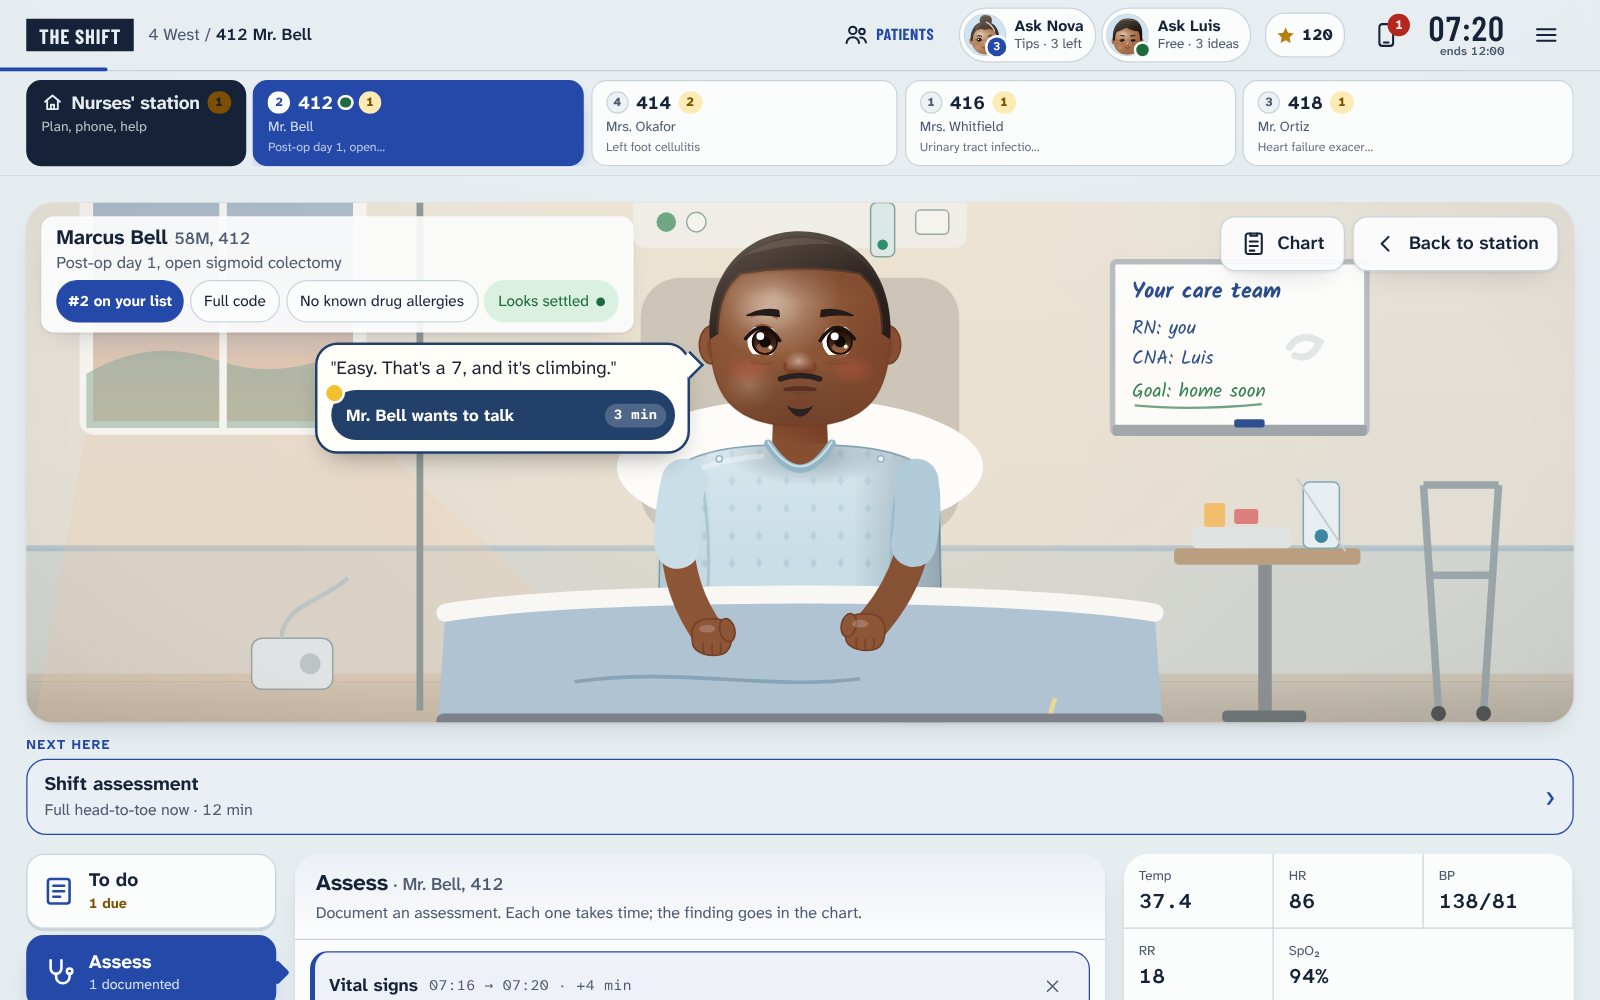 THE SHIFT
4 West / 412 Mr. Bell
PATIENTS
Ask Nova
Tips · 3 left
3
Ask Luis
Free · 3 ideas
120
1
07:20
ends 12:00
Nurses' station 1
Plan, phone, help
2 412 1
Mr. Bell
Post-op day 1, open...
4 414 2
Mrs. Okafor
Left foot cellulitis
1 416 1
Mrs. Whitfield
Urinary tract infectio...
3 418 1
Mr. Ortiz
Heart failure exacer...
Marcus Bell 58M, 412
Post-op day 1, open sigmoid colectomy
#2 on your list
Full code
No known drug allergies
Looks settled
Chart
Back to station
"Easy. That's a 7, and it's climbing."
Mr. Bell wants to talk 3 min
Your care team
RN: you
CNA: Luis
Goal: home soon
NEXT HERE
Shift assessment
Full head-to-toe now · 12 min
To do
1 due
Assess
1 documented
Assess · Mr. Bell, 412
Document an assessment. Each one takes time; the finding goes in the chart.
Vital signs 07:16 → 07:20 · +4 min
Temp
37.4
HR
86
BP
138/81
RR
18
SpO₂
94%